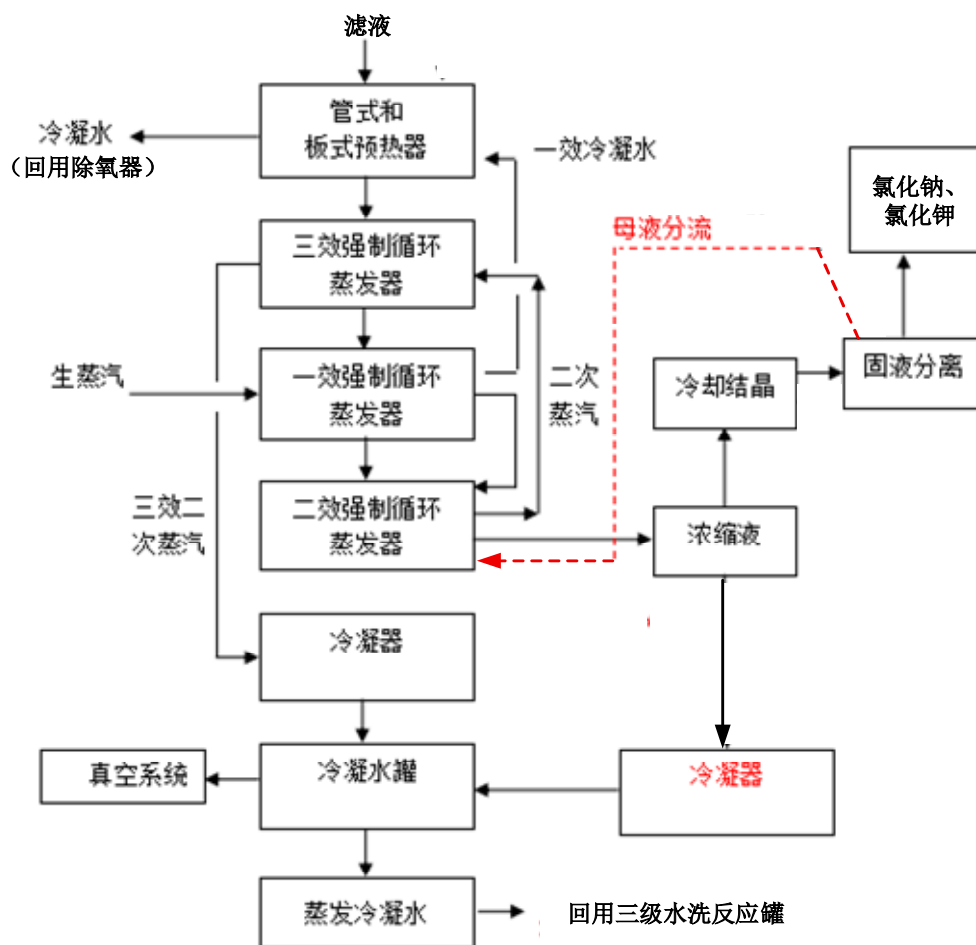 滤液
管式和
板式预热器
冷凝水
（回用除氧器）
一效冷凝水
氯化钠、
氯化钾
母液分流
三效强制循环
蒸发器
生蒸汽
一效强制循环
蒸发器
二次
蒸汽
冷却结晶
固液分离
三效二
次蒸汽
二效强制循环
蒸发器
浓缩液
冷凝器
真空系统
冷凝水罐
冷凝器
蒸发冷凝水
回用三级水洗反应罐